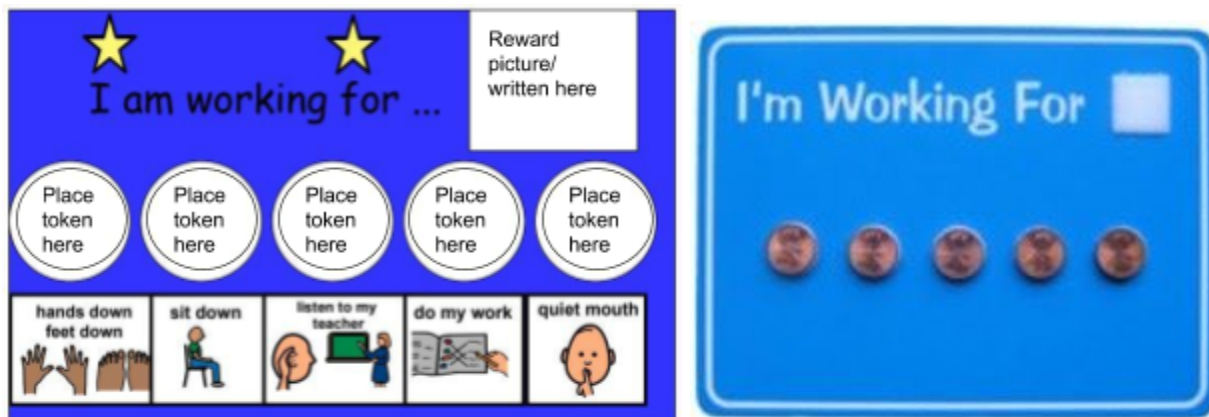 I am working for ...
Reward
picture/
written here
Place
token
here
Place
token
here
Place
token
here
Place
token
here
Place
token
here
hands down
feet down
sit down
listen to my
teacher
do my work
quiet mouth
I'm Working For